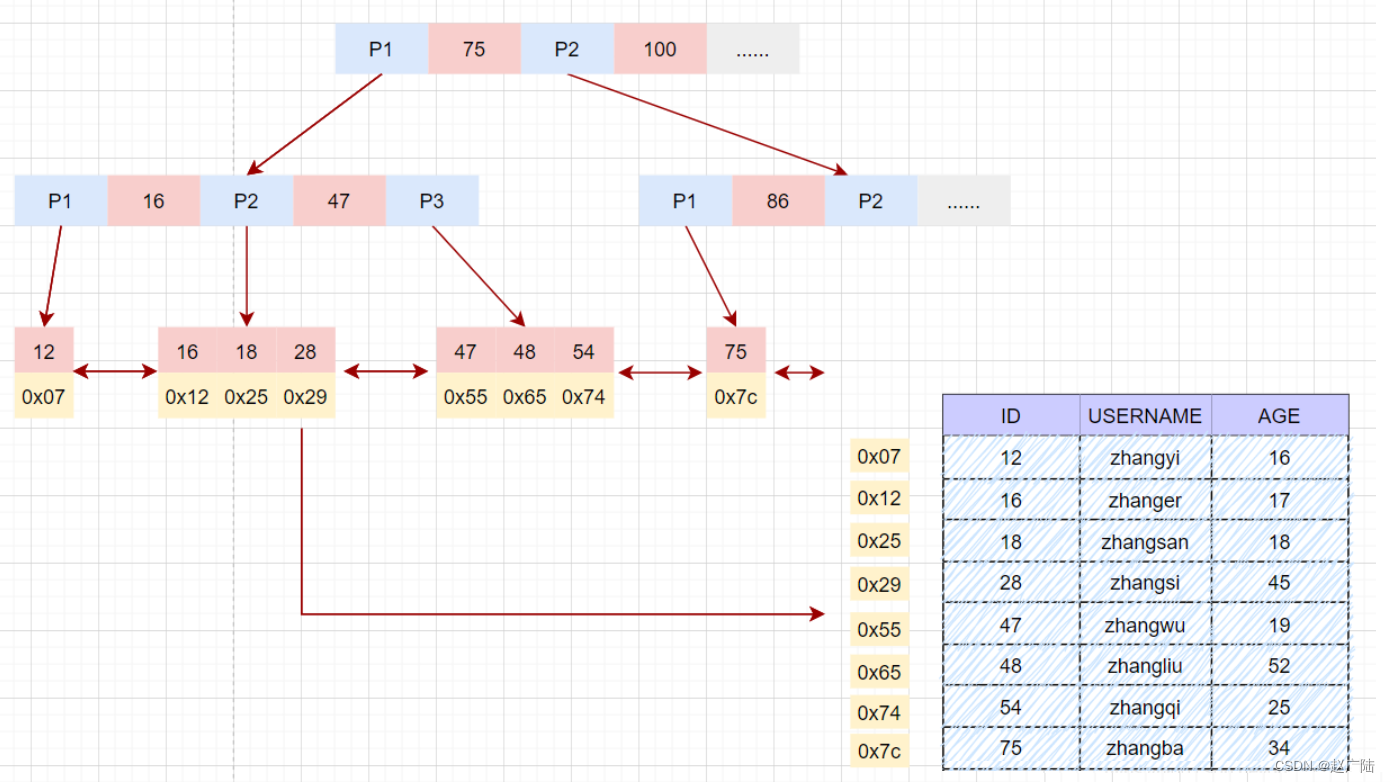 P1 75 P2 100 ......
P1 16 P2 47 P3
P1 86 P2 ......
12
0x07
16 18 28
0x12 0x25 0x29
47 48 54
0x55 0x65 0x74
75
0x7c
ID USERNAME AGE
0x07 12 zhangyi 16
0x12 16 zhanger 17
0x25 18 zhangsan 18
0x29 28 zhangsi 45
0x55 47 zhangwu 19
0x65 48 zhangliu 52
0x74 54 zhangqi 25
0x7c 75 zhangba 34
CSDN @赵广陆